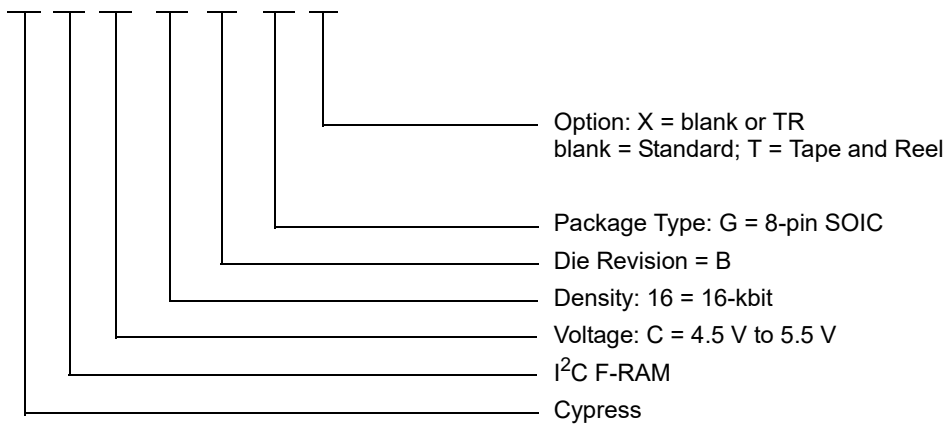 Option: X = blank or TR
blank = Standard; T = Tape and Reel
Package Type: G = 8-pin SOIC
Die Revision = B
Density: 16 = 16-kbit
Voltage: C = 4.5 V to 5.5 V
I²C F-RAM
Cypress